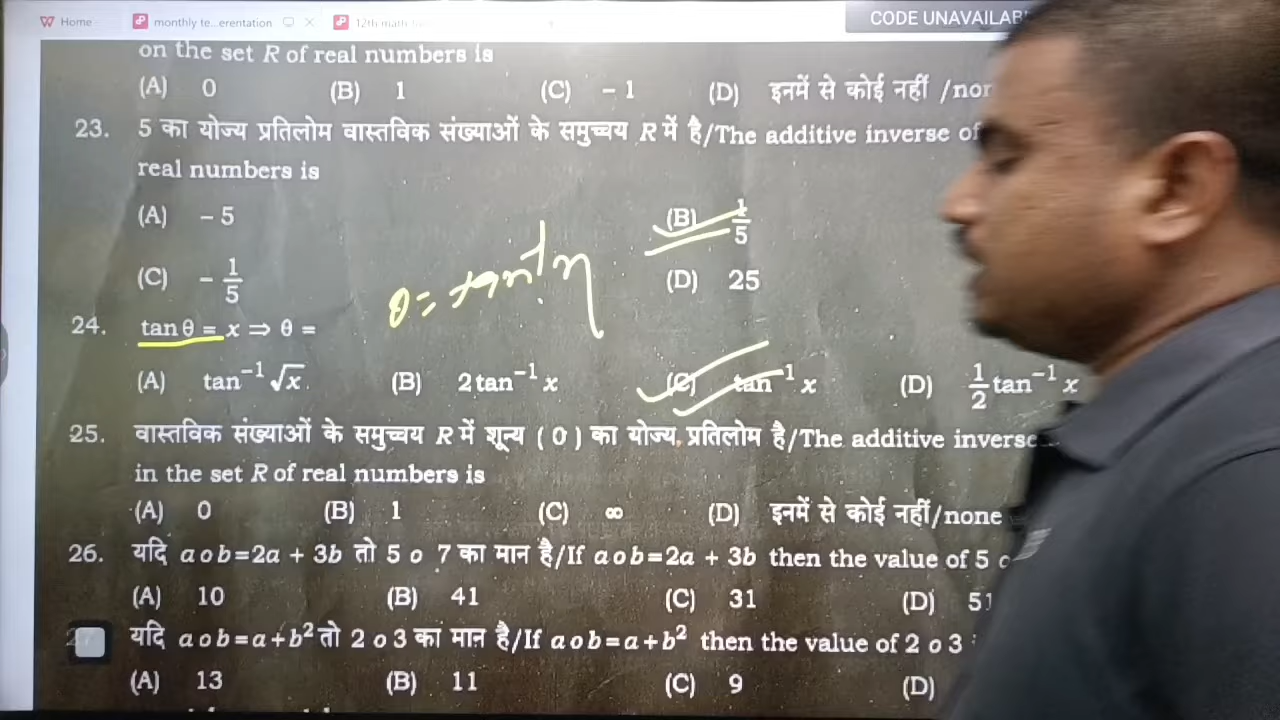 Home monthly te...erentation 12th math CODE UNAVAILAB
on the set R of real numbers is
(A) 0 (B) 1 (C) - 1 (D) इनमें से कोई नहीं /nor
23. 5 का योज्य प्रतिलोम वास्तविक संख्याओं के समुच्चय R में है/The additive inverse of
real numbers is
(A) - 5 (B) 1/5
(C) - 1/5 (D) 25
θ = tan⁻¹ x
24. tan θ = x ⇒ θ =
(A) tan⁻¹ √x (B) 2 tan⁻¹ x (C) tan⁻¹ x (D) 1/2 tan⁻¹ x
25. वास्तविक संख्याओं के समुच्चय R में शून्य ( 0 ) का योज्य प्रतिलोम है/The additive inverse
in the set R of real numbers is
(A) 0 (B) 1 (C) ∞ (D) इनमें से कोई नहीं/none
26. यदि a o b=2a + 3b तो 5 o 7 का मान है/If a o b=2a + 3b then the value of 5 o
(A) 10 (B) 41 (C) 31 (D) 51
यदि a o b=a+b² तो 2 o 3 का मान है/If a o b=a+b² then the value of 2 o 3
(A) 13 (B) 11 (C) 9 (D)